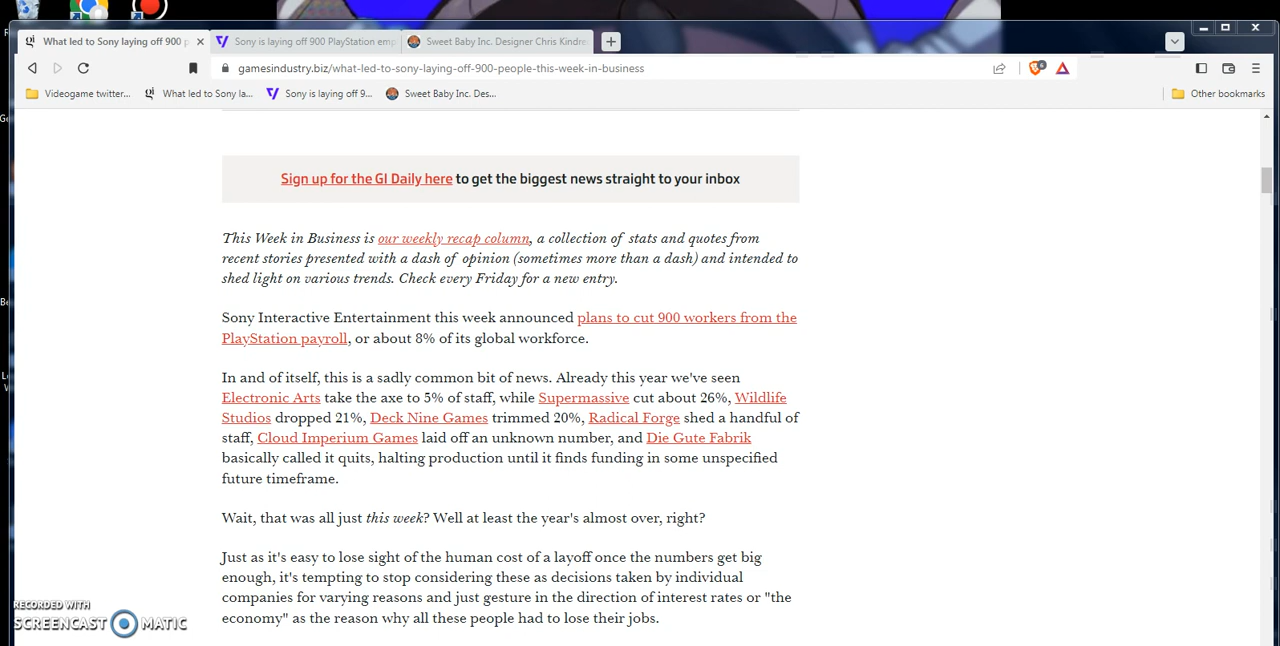 What led to Sony laying off 900 p
Sony is laying off 900 PlayStation emp
Sweet Baby Inc. Designer Chris Kindre
gamesindustry.biz/what-led-to-sony-laying-off-900-people-this-week-in-business
6
Videogame twitter...
What led to Sony la...
Sony is laying off 9...
Sweet Baby Inc. Des...
Other bookmarks
Sign up for the GI Daily here to get the biggest news straight to your inbox
This Week in Business is our weekly recap column, a collection of stats and quotes from
recent stories presented with a dash of opinion (sometimes more than a dash) and intended to
shed light on various trends. Check every Friday for a new entry.
Sony Interactive Entertainment this week announced plans to cut 900 workers from the
PlayStation payroll, or about 8% of its global workforce.
In and of itself, this is a sadly common bit of news. Already this year we've seen
Electronic Arts take the axe to 5% of staff, while Supermassive cut about 26%, Wildlife
Studios dropped 21%, Deck Nine Games trimmed 20%, Radical Forge shed a handful of
staff, Cloud Imperium Games laid off an unknown number, and Die Gute Fabrik
basically called it quits, halting production until it finds funding in some unspecified
future timeframe.
Wait, that was all just this week? Well at least the year's almost over, right?
Just as it's easy to lose sight of the human cost of a layoff once the numbers get big
enough, it's tempting to stop considering these as decisions taken by individual
companies for varying reasons and just gesture in the direction of interest rates or "the
economy" as the reason why all these people had to lose their jobs.
RECORDED WITH
SCREENCAST MATIC